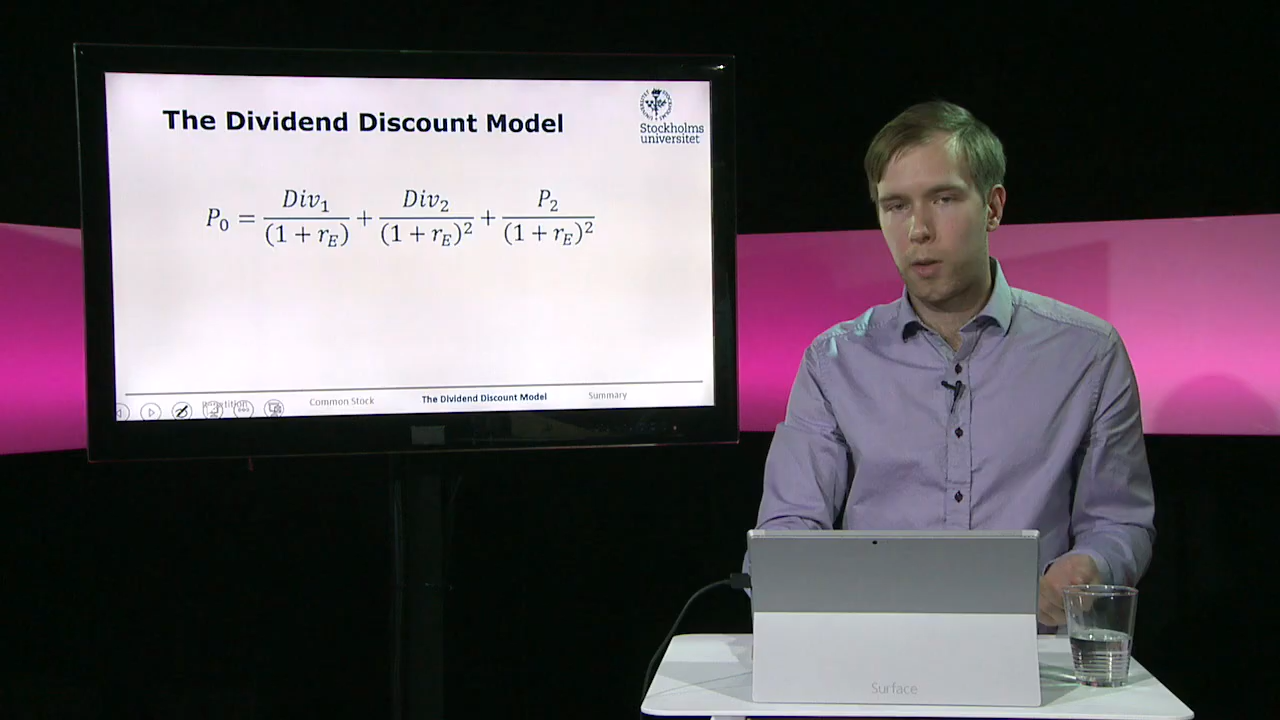 The Dividend Discount Model
Stockholms
universitet
P₀ = Div₁/(1 + r_E) + Div₂/(1 + r_E)² + P₂/(1 + r_E)²
Repetition
Common Stock
The Dividend Discount Model
Summary
Surface